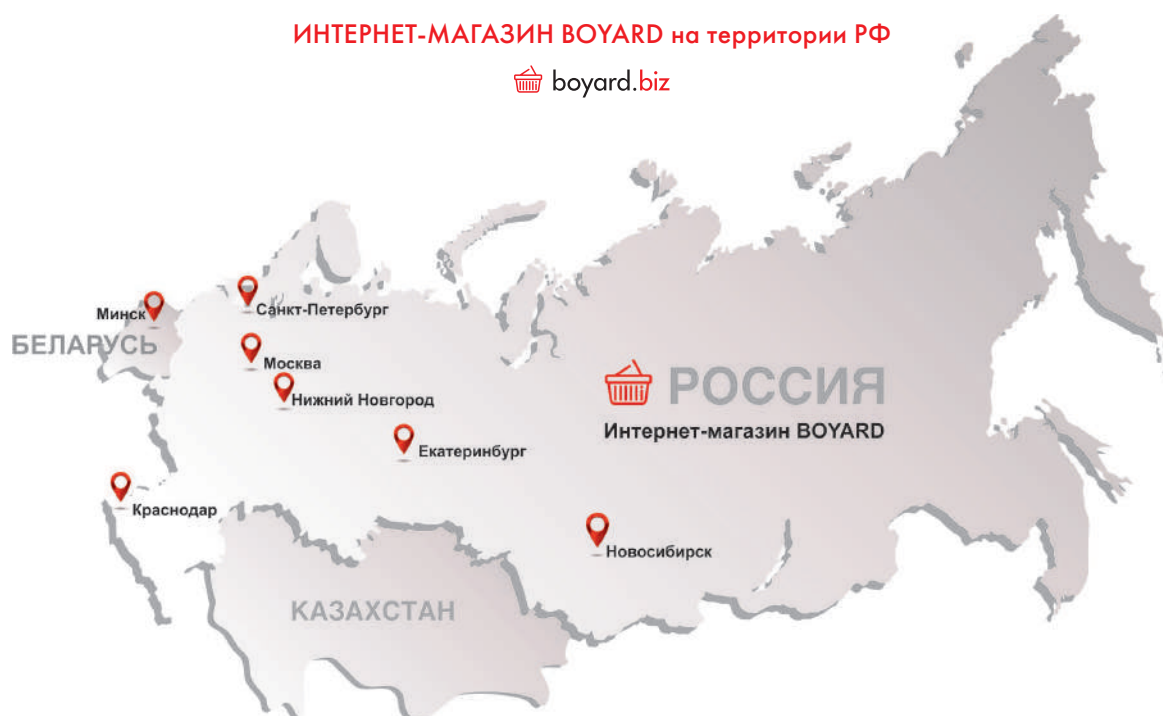 ИНТЕРНЕТ-МАГАЗИН BOYARD на территории РФ
boyard.biz
Минск
Санкт-Петербург
БЕЛАРУСЬ
Москва
РОССИЯ
Нижний Новгород
Интернет-магазин BOYARD
Екатеринбург
Краснодар
Новосибирск
КАЗАХСТАН